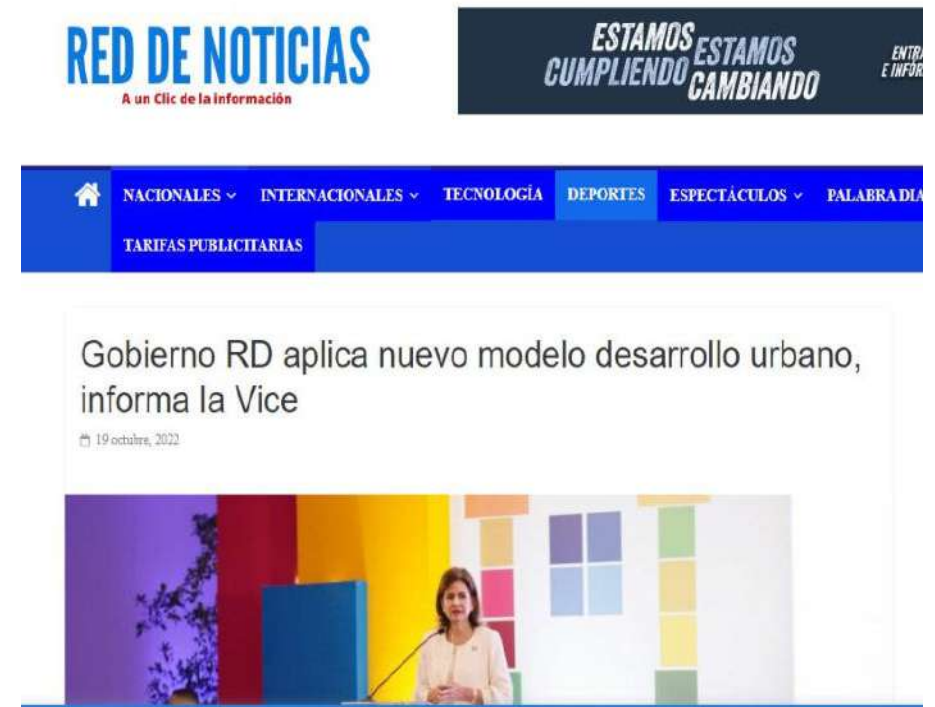 RED DE NOTICIAS
A un Clic de la información
ESTAMOS ESTAMOS
CUMPLIENDO CAMBIANDO
NACIONALES INTERNACIONALES TECNOLOGÍA DEPORTES ESPECTÁCULOS
TARIFAS PUBLICITARIAS
Gobierno RD aplica nuevo modelo desarrollo urbano,
informa la Vice
19 octubre, 2022